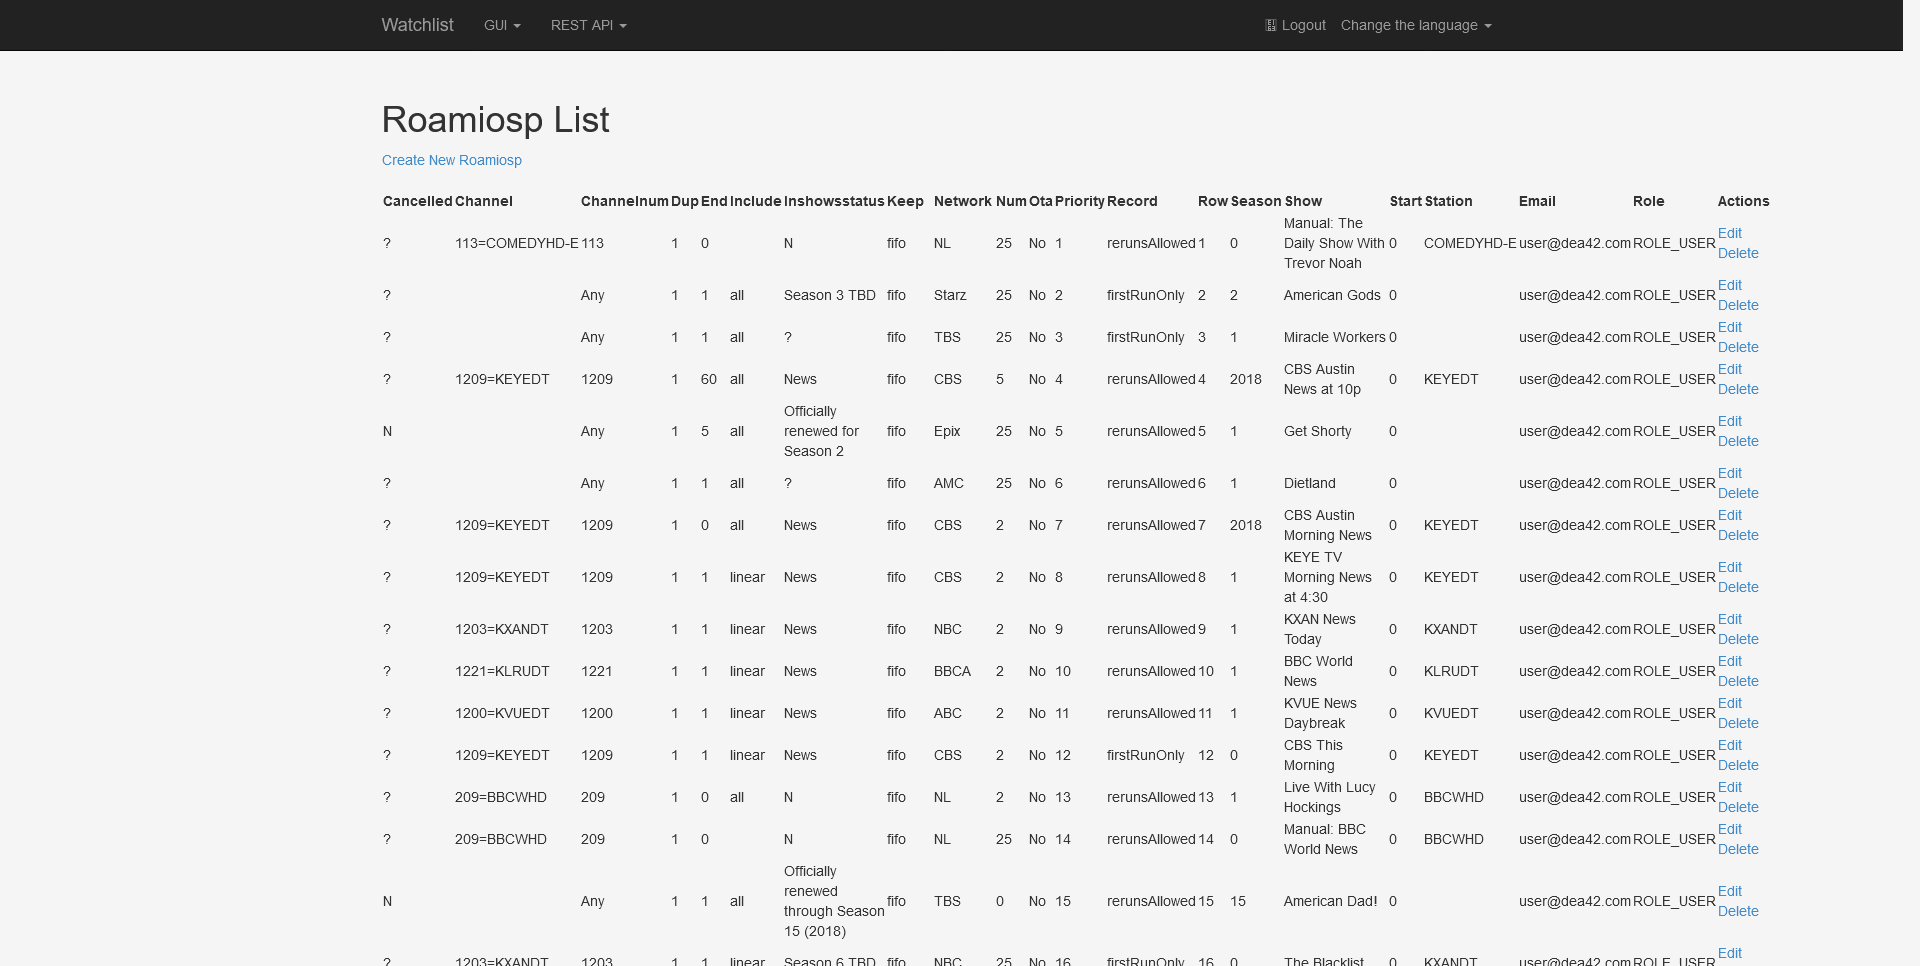 Watchlist GUI REST API Logout Change the language
Roamiosp List
Create New Roamiosp
Cancelled Channel Channelnum Dup End Include Inshowsstatus Keep Network Num Ota Priority Record Row Season Show Start Station Email Role Actions
? 113=COMEDYHD-E 113 1 0 N fifo NL 25 No 1 rerunsAllowed 1 0 Manual: The Daily Show With Trevor Noah 0 COMEDYHD-E user@dea42.com ROLE_USER Edit Delete
? Any 1 1 all Season 3 TBD fifo Starz 25 No 2 firstRunOnly 2 2 American Gods 0 user@dea42.com ROLE_USER Edit Delete
? Any 1 1 all ? fifo TBS 25 No 3 firstRunOnly 3 1 Miracle Workers 0 user@dea42.com ROLE_USER Edit Delete
? 1209=KEYEDT 1209 1 60 all News fifo CBS 5 No 4 rerunsAllowed 4 2018 CBS Austin News at 10p 0 KEYEDT user@dea42.com ROLE_USER Edit Delete
N Any 1 5 all Officially renewed for Season 2 fifo Epix 25 No 5 rerunsAllowed 5 1 Get Shorty 0 user@dea42.com ROLE_USER Edit Delete
? Any 1 1 all ? fifo AMC 25 No 6 rerunsAllowed 6 1 Dietland 0 user@dea42.com ROLE_USER Edit Delete
? 1209=KEYEDT 1209 1 0 all News fifo CBS 2 No 7 rerunsAllowed 7 2018 CBS Austin Morning News 0 KEYEDT user@dea42.com ROLE_USER Edit Delete
? 1209=KEYEDT 1209 1 1 linear News fifo CBS 2 No 8 rerunsAllowed 8 1 KEYE TV Morning News at 4:30 0 KEYEDT user@dea42.com ROLE_USER Edit Delete
? 1203=KXANDT 1203 1 1 linear News fifo NBC 2 No 9 rerunsAllowed 9 1 KXAN News Today 0 KXANDT user@dea42.com ROLE_USER Edit Delete
? 1221=KLRUDT 1221 1 1 linear News fifo BBCA 2 No 10 rerunsAllowed 10 1 BBC World News 0 KLRUDT user@dea42.com ROLE_USER Edit Delete
? 1200=KVUEDT 1200 1 1 linear News fifo ABC 2 No 11 rerunsAllowed 11 1 KVUE News Daybreak 0 KVUEDT user@dea42.com ROLE_USER Edit Delete
? 1209=KEYEDT 1209 1 1 linear News fifo CBS 2 No 12 firstRunOnly 12 0 CBS This Morning 0 KEYEDT user@dea42.com ROLE_USER Edit Delete
? 209=BBCWHD 209 1 0 all N fifo NL 2 No 13 rerunsAllowed 13 1 Live With Lucy Hockings 0 BBCWHD user@dea42.com ROLE_USER Edit Delete
? 209=BBCWHD 209 1 0 N fifo NL 25 No 14 rerunsAllowed 14 0 Manual: BBC World News 0 BBCWHD user@dea42.com ROLE_USER Edit Delete
N Any 1 1 all Officially renewed through Season 15 (2018) fifo TBS 0 No 15 rerunsAllowed 15 15 American Dad! 0 user@dea42.com ROLE_USER Edit Delete
? 1203=KXANDT 1203 1 1 linear Season 6 TBD fifo NBC 25 No 16 firstRunOnly 16 0 The Blacklist 0 KXANDT user@dea42.com ROLE_USER Edit